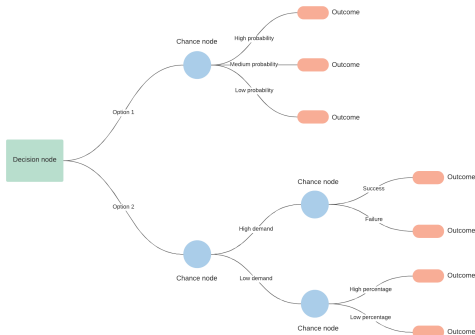 Outcome
Chance node
High probability
Medium probability
Outcome
Low probability
Option 1
Outcome
Decision node
Option 2
Chance node
Success
Outcome
High demand
Failure
Outcome
Chance node
Low demand
High percentage
Outcome
Low percentage
Chance node
Outcome